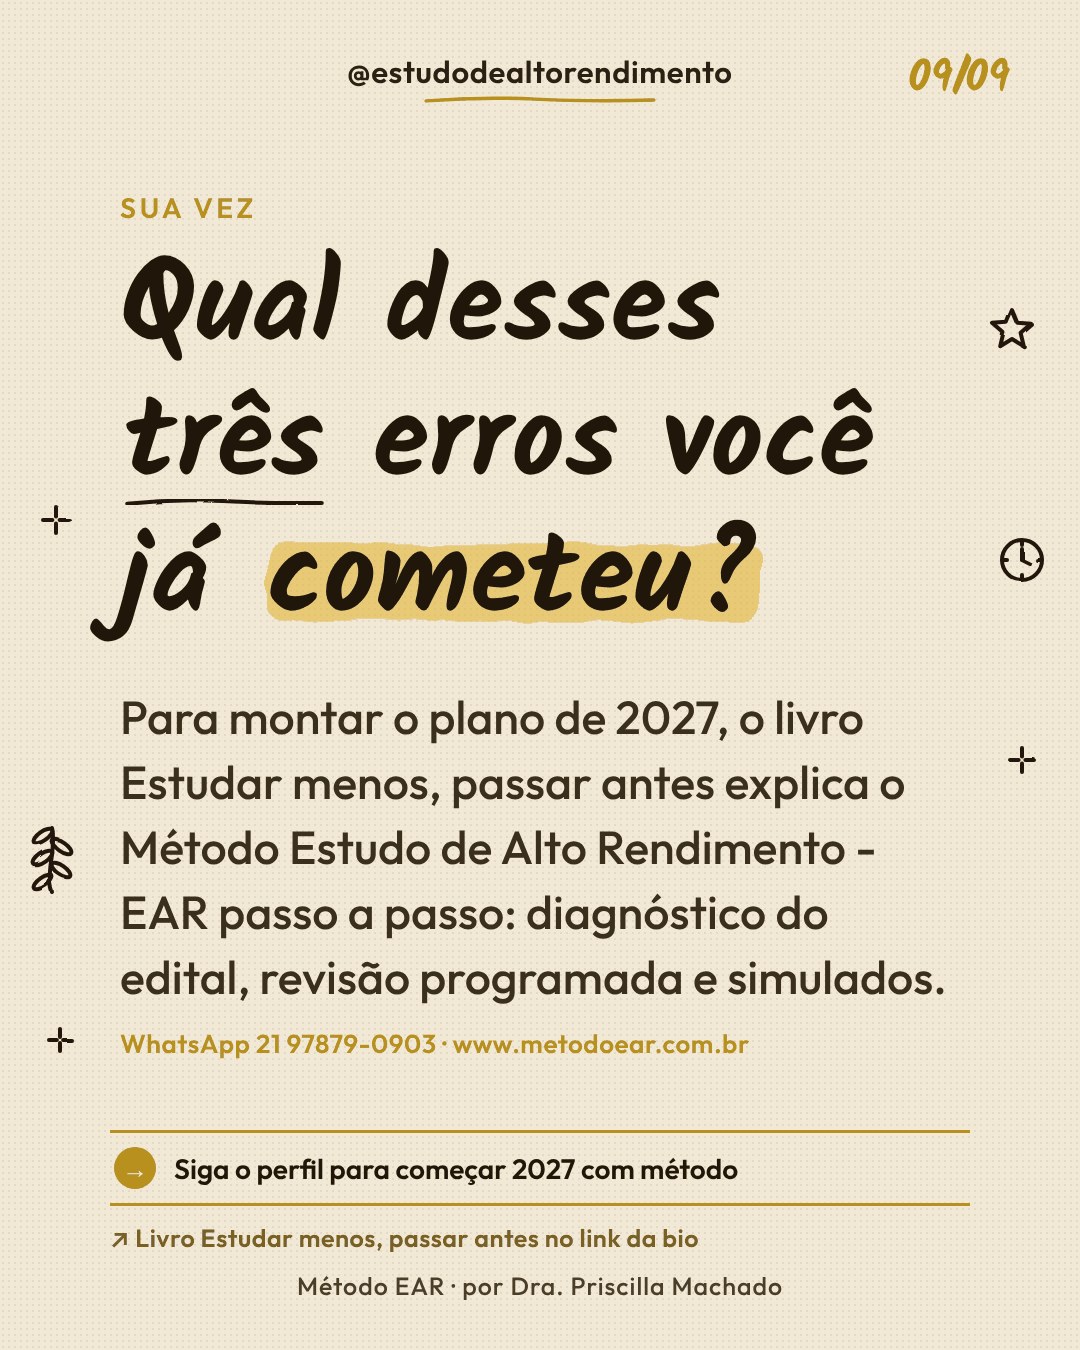 @estudodealtorendimento
09/09
SUA VEZ
Qual desses
três erros você
já cometeu?
Para montar o plano de 2027, o livro
Estudar menos, passar antes explica o
Método Estudo de Alto Rendimento -
EAR passo a passo: diagnóstico do
edital, revisão programada e simulados.
WhatsApp 21 97879-0903 · www.metodoear.com.br
→ Siga o perfil para começar 2027 com método
↗ Livro Estudar menos, passar antes no link da bio
Método EAR · por Dra. Priscilla Machado